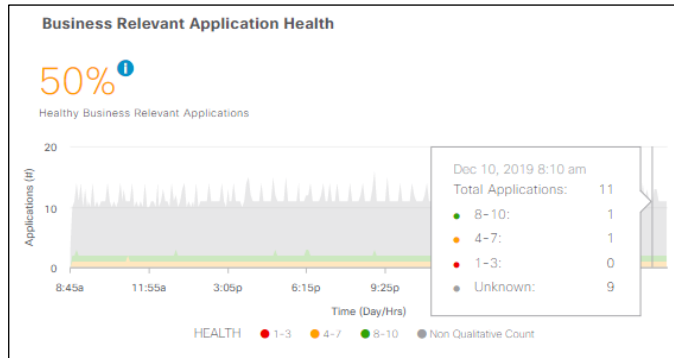 Business Relevant Application Health
50% i
Healthy Business Relevant Applications
20
10
0
Applications (#)
8:45a 11:55a 3:05p 6:15p 9:25p
Time (Day/Hrs)
Dec 10, 2019 8:10 am
Total Applications: 11
8-10: 1
4-7: 1
1-3: 0
Unknown: 9
HEALTH 1-3 4-7 8-10 Non Qualitative Count